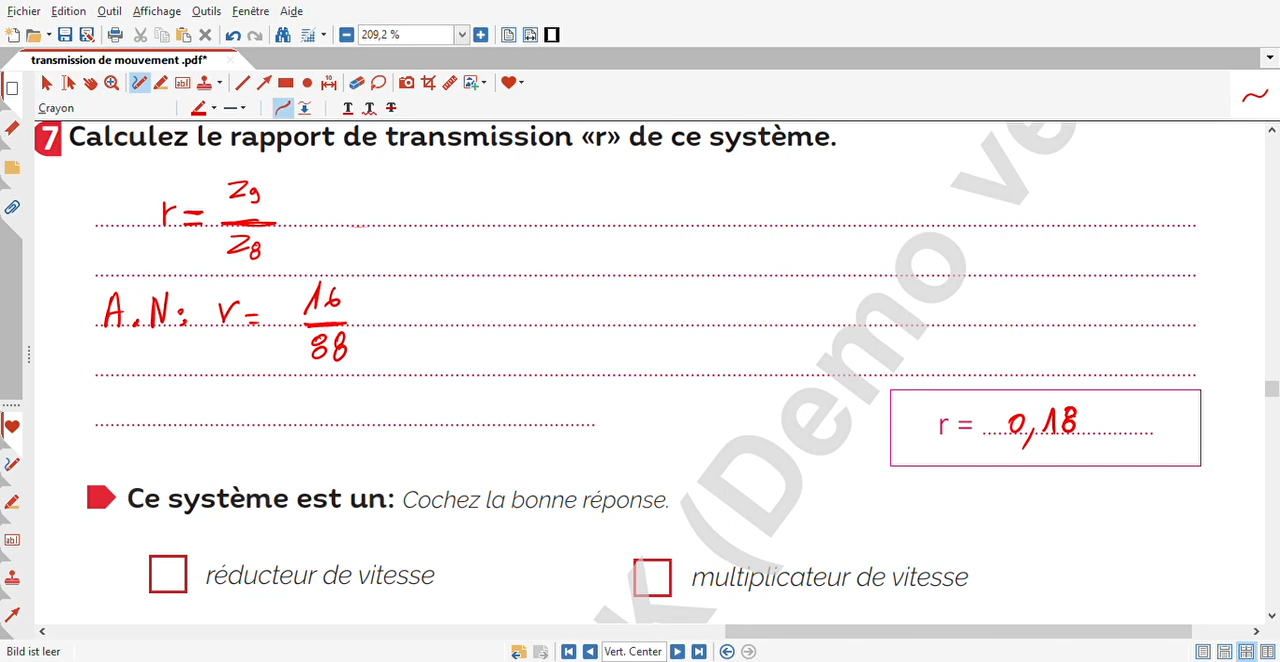 Fichier Edition Outil Affichage Outils Fenêtre Aide
209,2 %
transmission de mouvement .pdf*
Crayon
7 Calculez le rapport de transmission «r» de ce système.
r = Z9 / Z8
A.N: r = 16 / 88
r = 0,18
Ce système est un: Cochez la bonne réponse.
réducteur de vitesse
multiplicateur de vitesse
K (Demo ve
Bild ist leer
Vert. Center